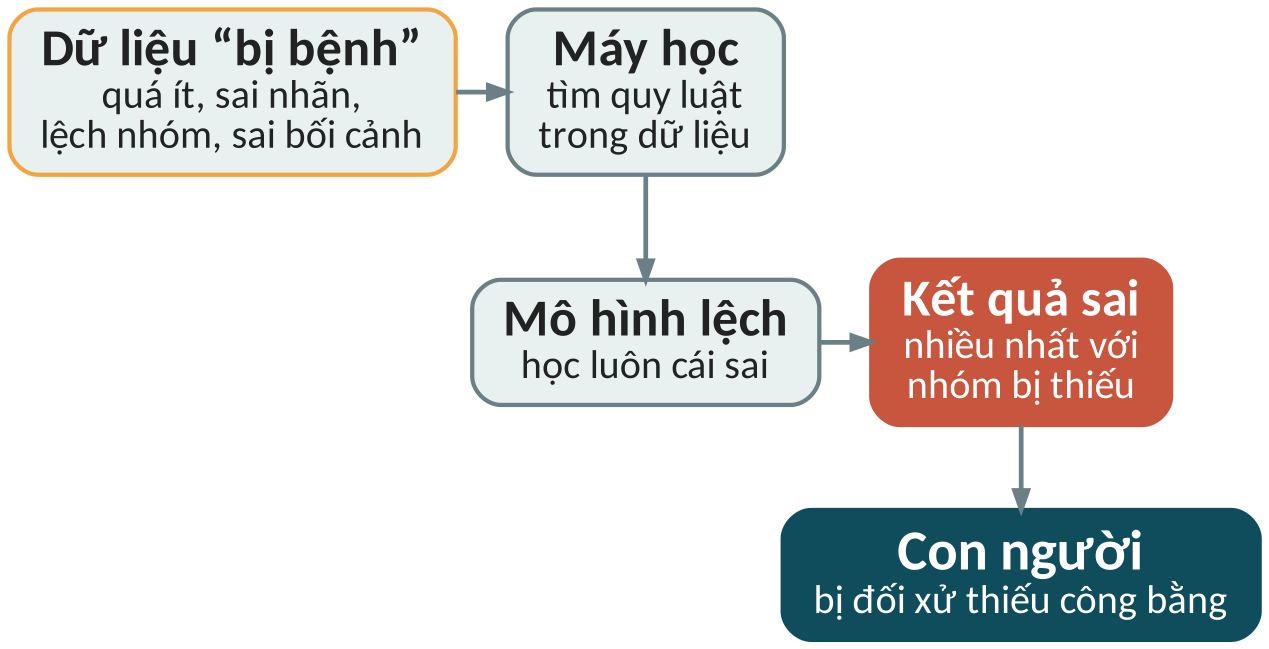 Dữ liệu “bị bệnh”
quá ít, sai nhãn,
lệch nhóm, sai bối cảnh
Máy học
tìm quy luật
trong dữ liệu
Mô hình lệch
học luôn cái sai
Kết quả sai
nhiều nhất với
nhóm bị thiếu
Con người
bị đối xử thiếu công bằng